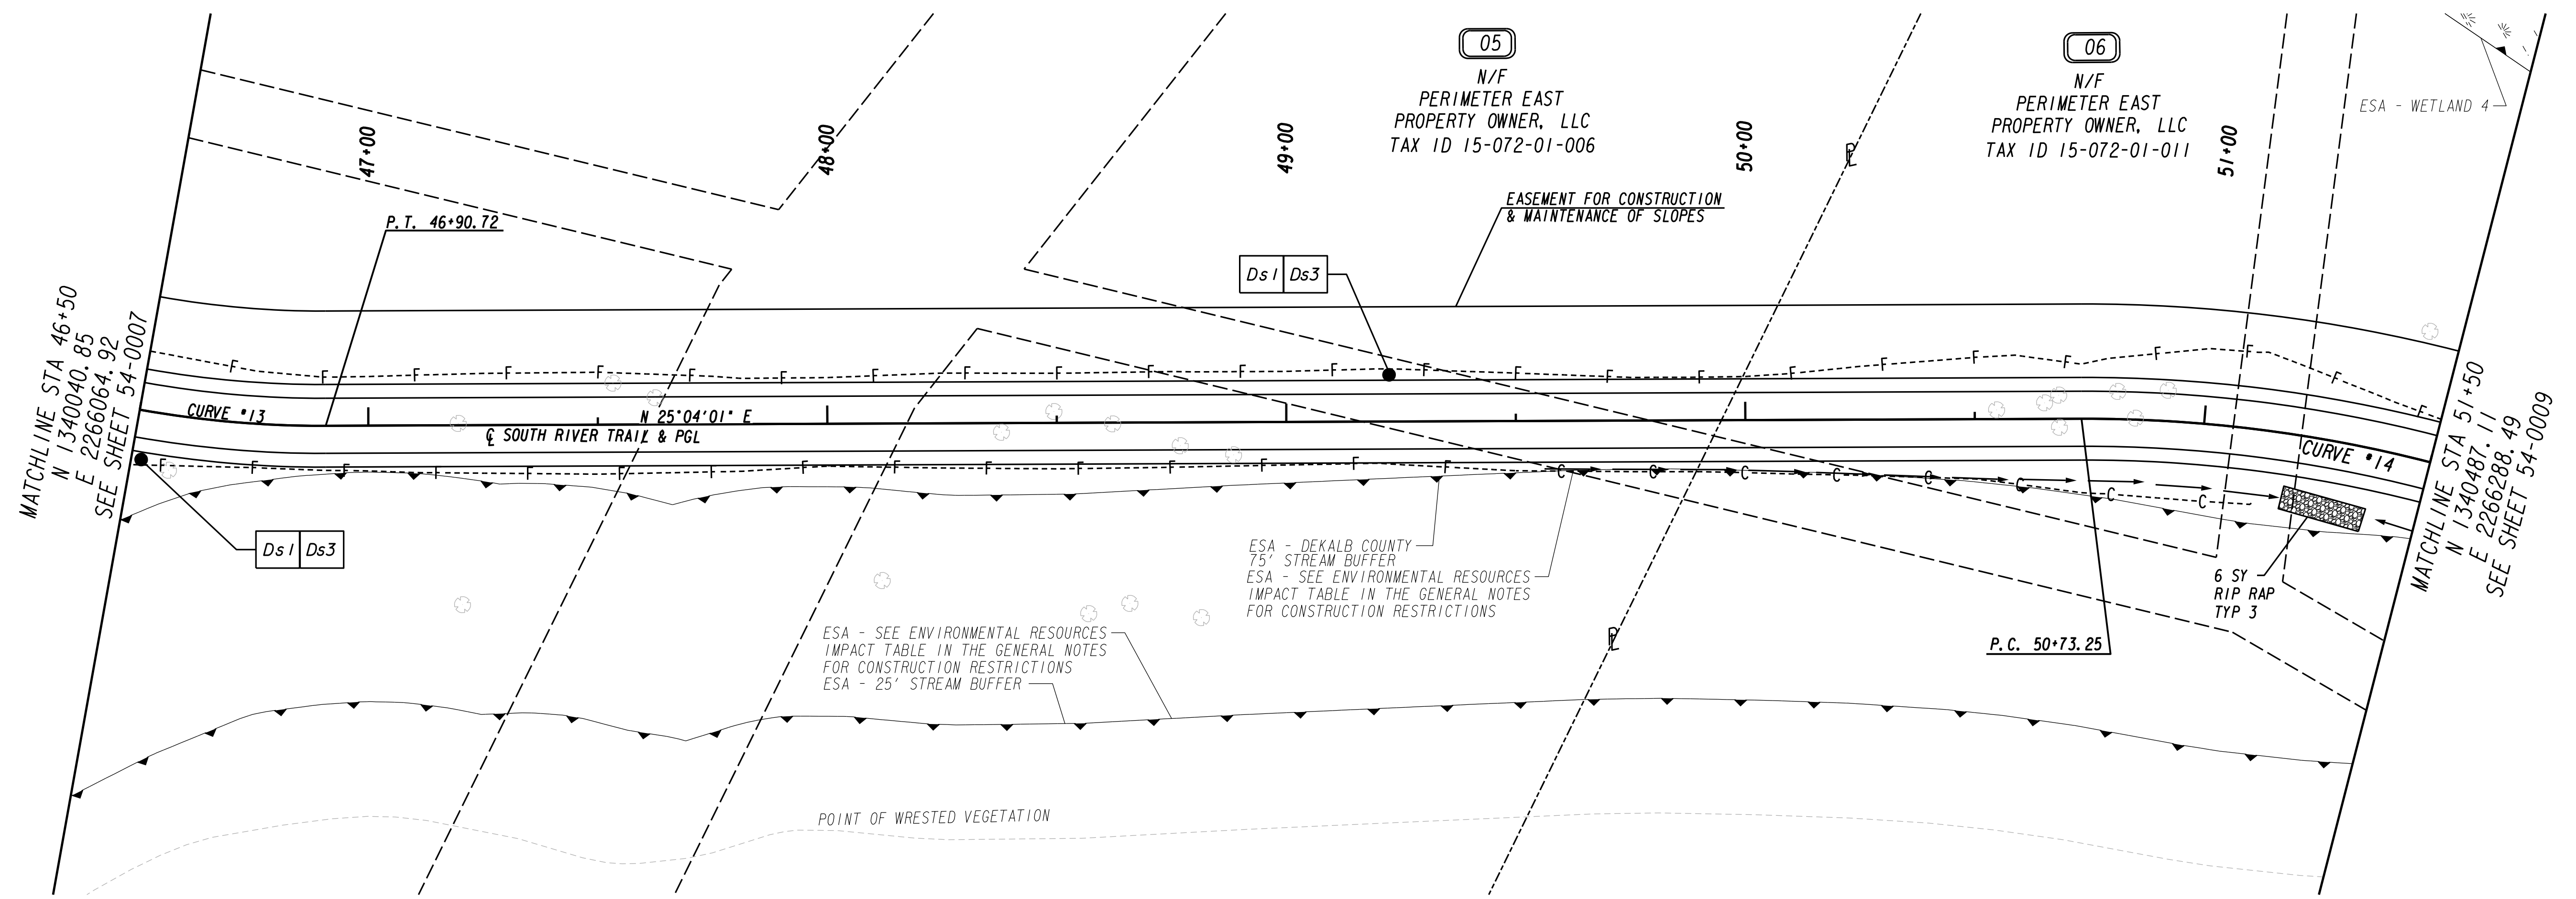 05
N/F
PERIMETER EAST
PROPERTY OWNER, LLC
TAX ID 15-072-01-006
06
N/F
PERIMETER EAST
PROPERTY OWNER, LLC
TAX ID 15-072-01-011
ESA - WETLAND 4
47+00
48+00
49+00
50+00
51+00
P.T. 46+90.72
EASEMENT FOR CONSTRUCTION
& MAINTENANCE OF SLOPES
Ds1 Ds3
MATCHLINE STA 46+50
N 1340040.85
E 2266064.92
SEE SHEET 54-0007
CURVE #13
N 25°04'01" E
℄ SOUTH RIVER TRAIL & PGL
CURVE #14
MATCHLINE STA 51+50
N 1340487.11
E 2266288.49
SEE SHEET 54-0009
F F F F F F F F F F F F F F F F F F F F F F F F F
F F F F F F F F F F F F F F F C C C C C C C C
℄ ℄
Ds1 Ds3
ESA - DEKALB COUNTY
75' STREAM BUFFER
ESA - SEE ENVIRONMENTAL RESOURCES
IMPACT TABLE IN THE GENERAL NOTES
FOR CONSTRUCTION RESTRICTIONS
6 SY
RIP RAP
TYP 3
P.C. 50+73.25
ESA - SEE ENVIRONMENTAL RESOURCES
IMPACT TABLE IN THE GENERAL NOTES
FOR CONSTRUCTION RESTRICTIONS
ESA - 25' STREAM BUFFER
POINT OF WRESTED VEGETATION